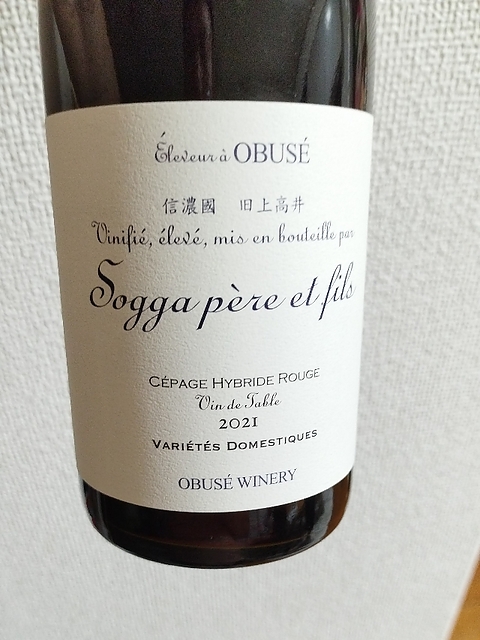 Éleveur à OBUSÉ
信濃國 旧上高井
Vinifié, élevé, mis en bouteille par
Sogga père et fils
CÉPAGE HYBRIDE ROUGE
Vin de Table
2021
VARIÉTÉS DOMESTIQUES
OBUSÉ WINERY